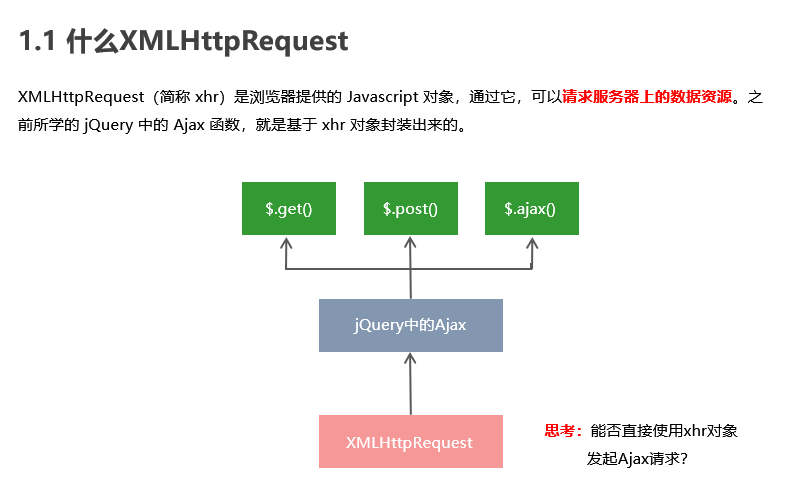 1.1 什么XMLHttpRequest
XMLHttpRequest（简称 xhr）是浏览器提供的 Javascript 对象，通过它，可以请求服务器上的数据资源。之
前所学的 jQuery 中的 Ajax 函数，就是基于 xhr 对象封装出来的。
$.get() $.post() $.ajax()
jQuery中的Ajax
XMLHttpRequest
思考：能否直接使用xhr对象
发起Ajax请求？